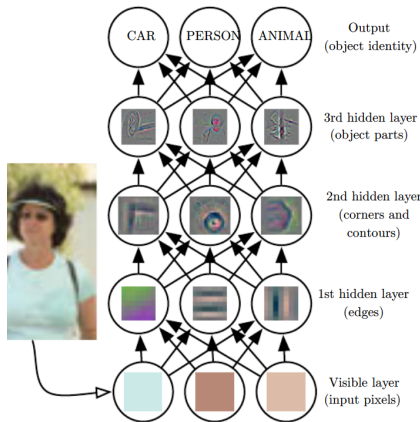 CAR PERSON ANIMAL
Output
(object identity)
3rd hidden layer
(object parts)
2nd hidden layer
(corners and
contours)
1st hidden layer
(edges)
Visible layer
(input pixels)